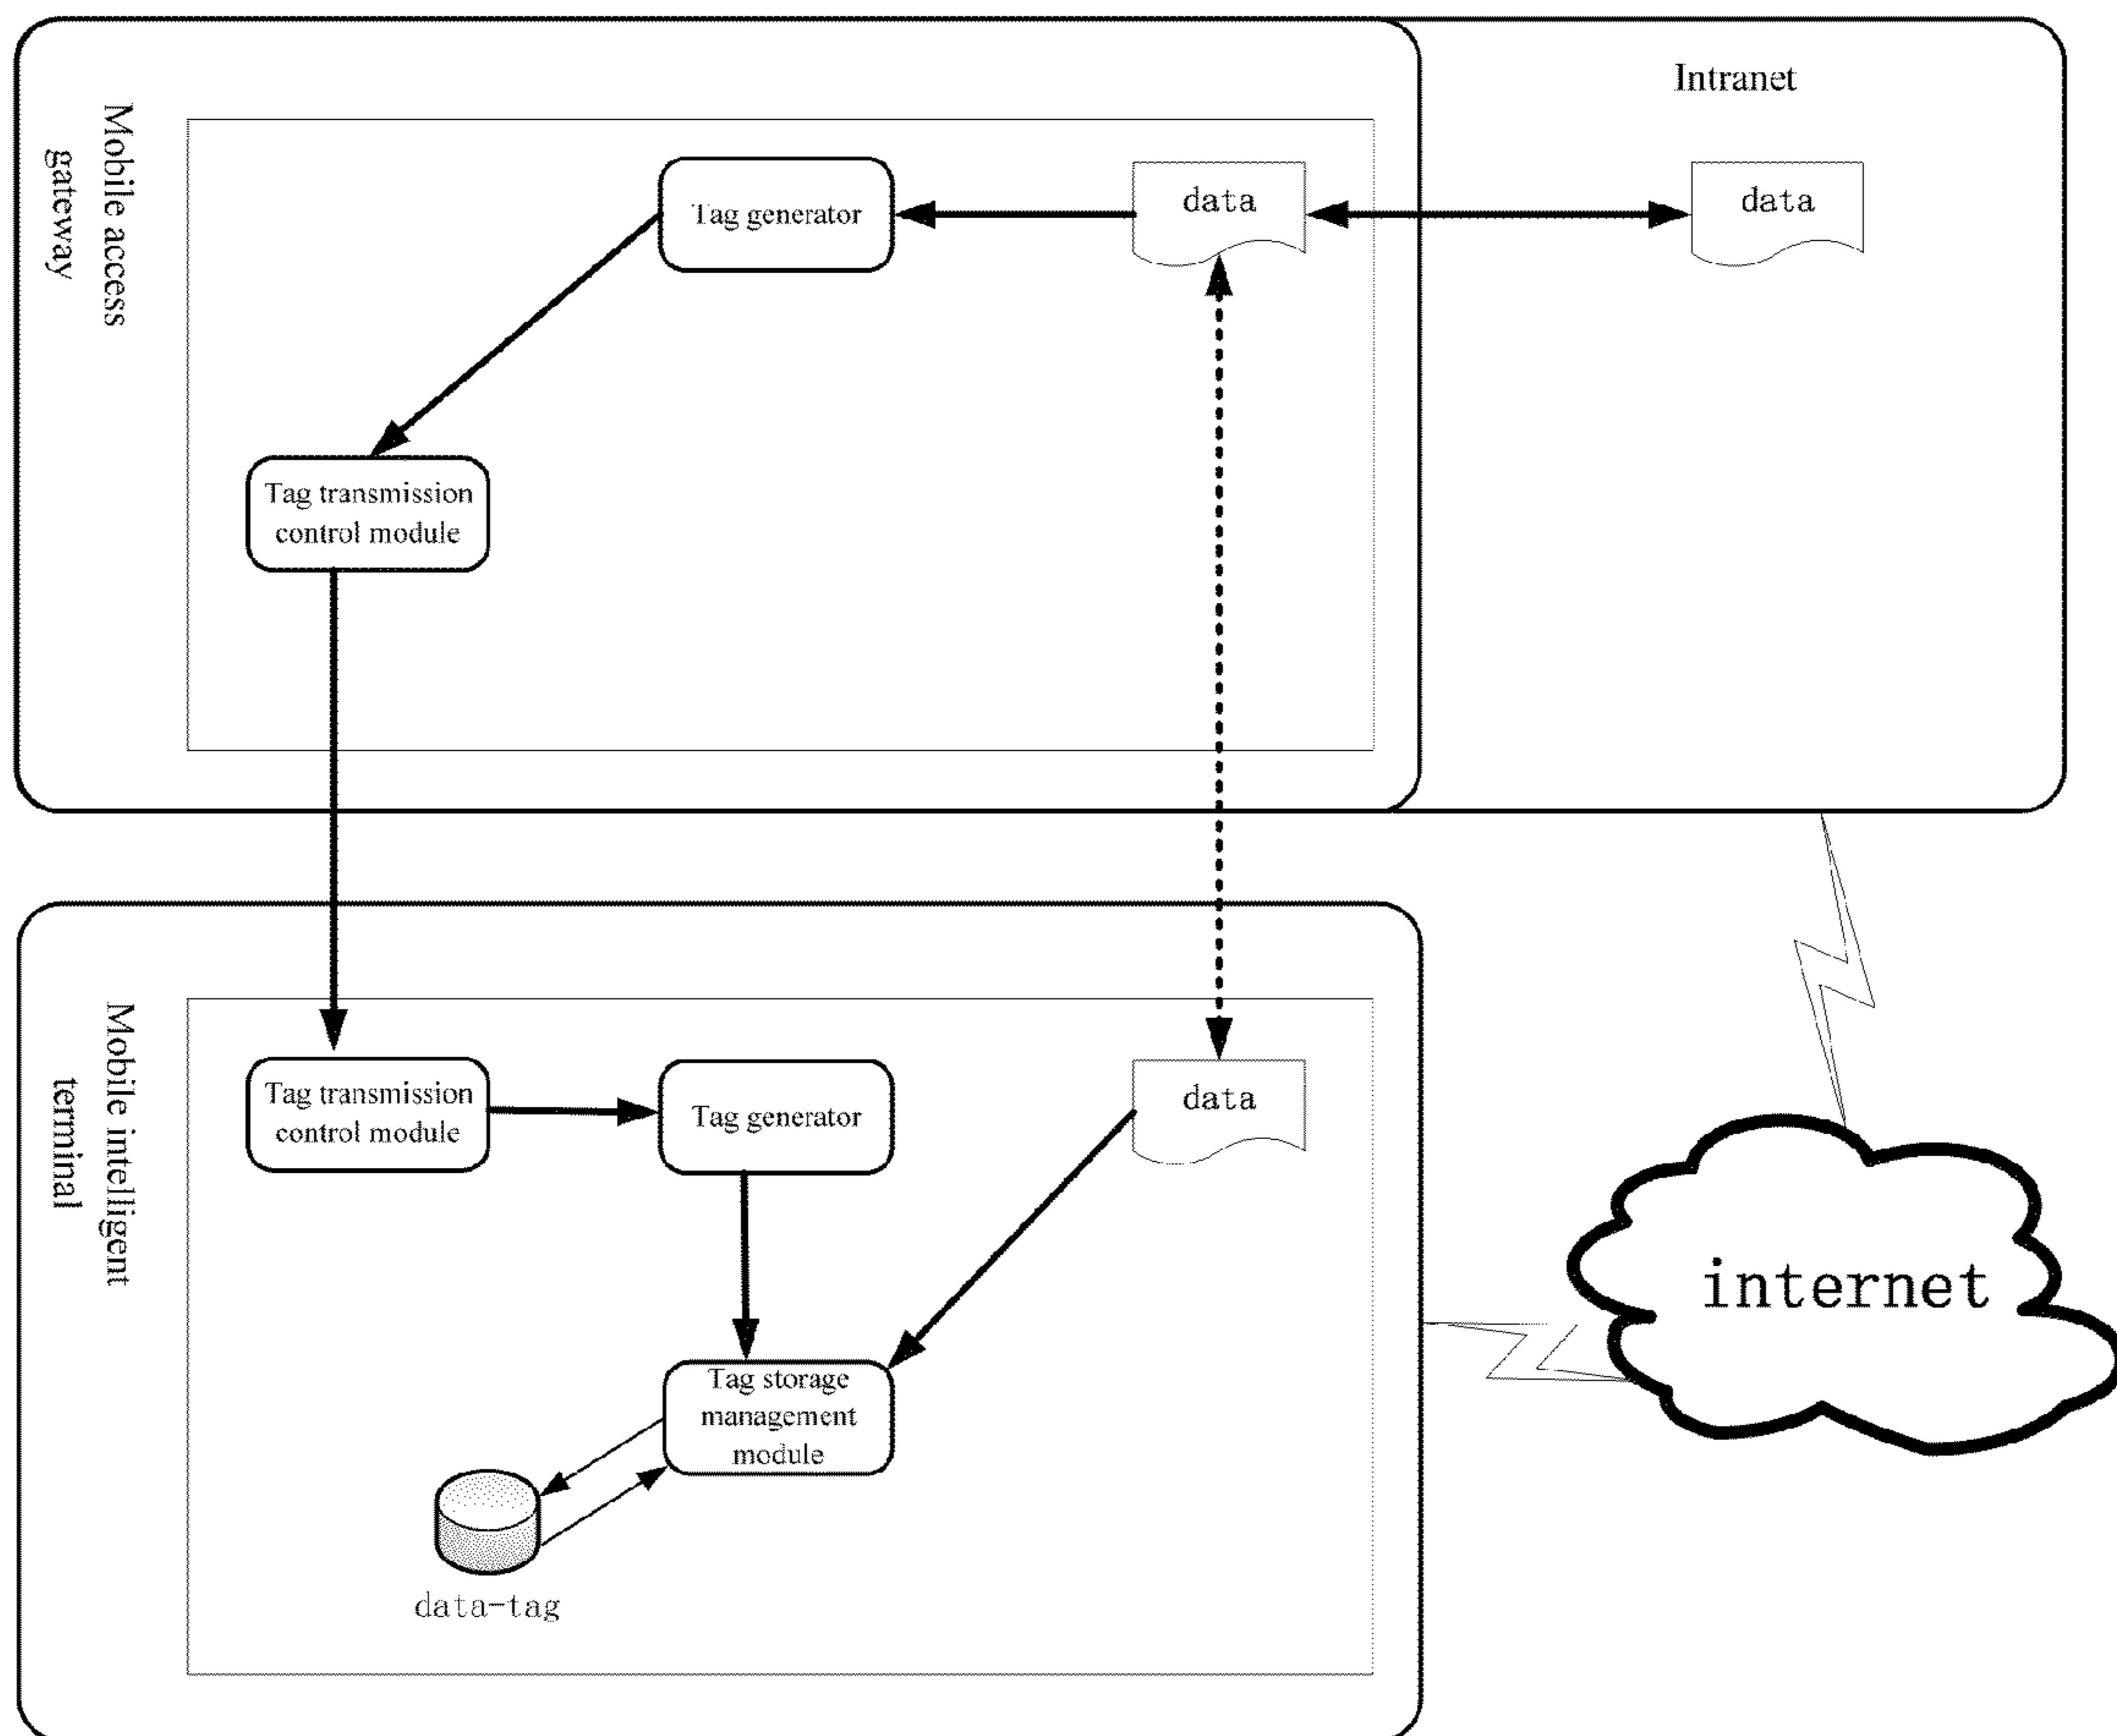 Intranet
Mobile access
gateway
Tag generator
data
data
Tag transmission
control module
Mobile intelligent
terminal
Tag transmission
control module
Tag generator
data
internet
Tag storage
management
module
data-tag